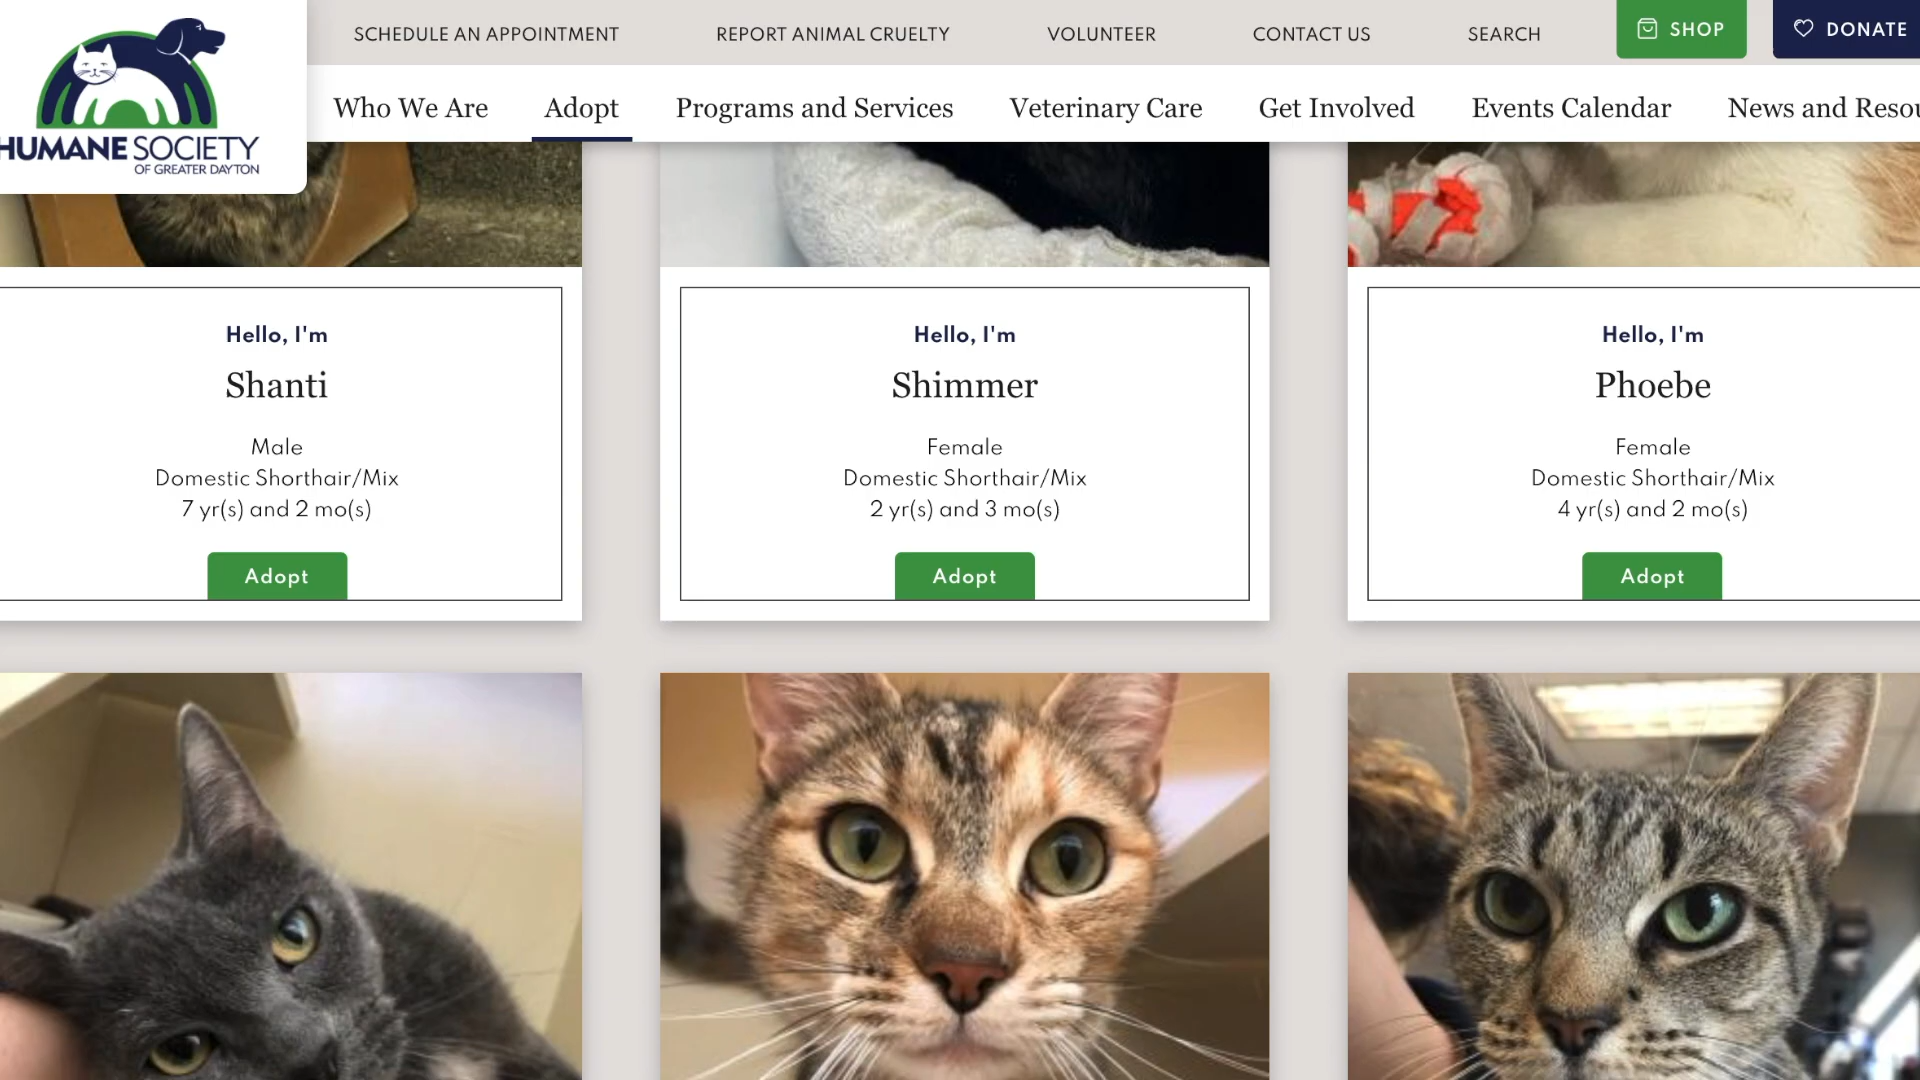 SCHEDULE AN APPOINTMENT REPORT ANIMAL CRUELTY VOLUNTEER CONTACT US SEARCH SHOP DONATE
HUMANE SOCIETY
OF GREATER DAYTON
Who We Are Adopt Programs and Services Veterinary Care Get Involved Events Calendar News and Resou
Hello, I'm
Shanti
Male
Domestic Shorthair/Mix
7 yr(s) and 2 mo(s)
Adopt
Hello, I'm
Shimmer
Female
Domestic Shorthair/Mix
2 yr(s) and 3 mo(s)
Adopt
Hello, I'm
Phoebe
Female
Domestic Shorthair/Mix
4 yr(s) and 2 mo(s)
Adopt